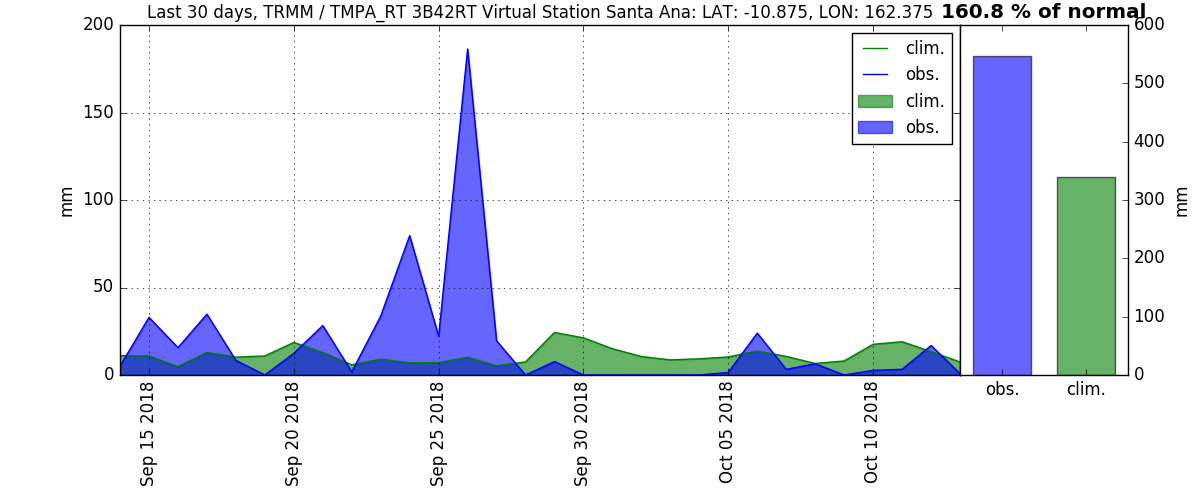 Last 30 days, TRMM / TMPA_RT 3B42RT Virtual Station Santa Ana: LAT: -10.875, LON: 162.375 160.8 % of normal
200
150
100
50
0
mm
clim.
obs.
clim.
obs.
Sep 15 2018
Sep 20 2018
Sep 25 2018
Sep 30 2018
Oct 05 2018
Oct 10 2018
600
500
400
300
200
100
0
mm
obs.
clim.